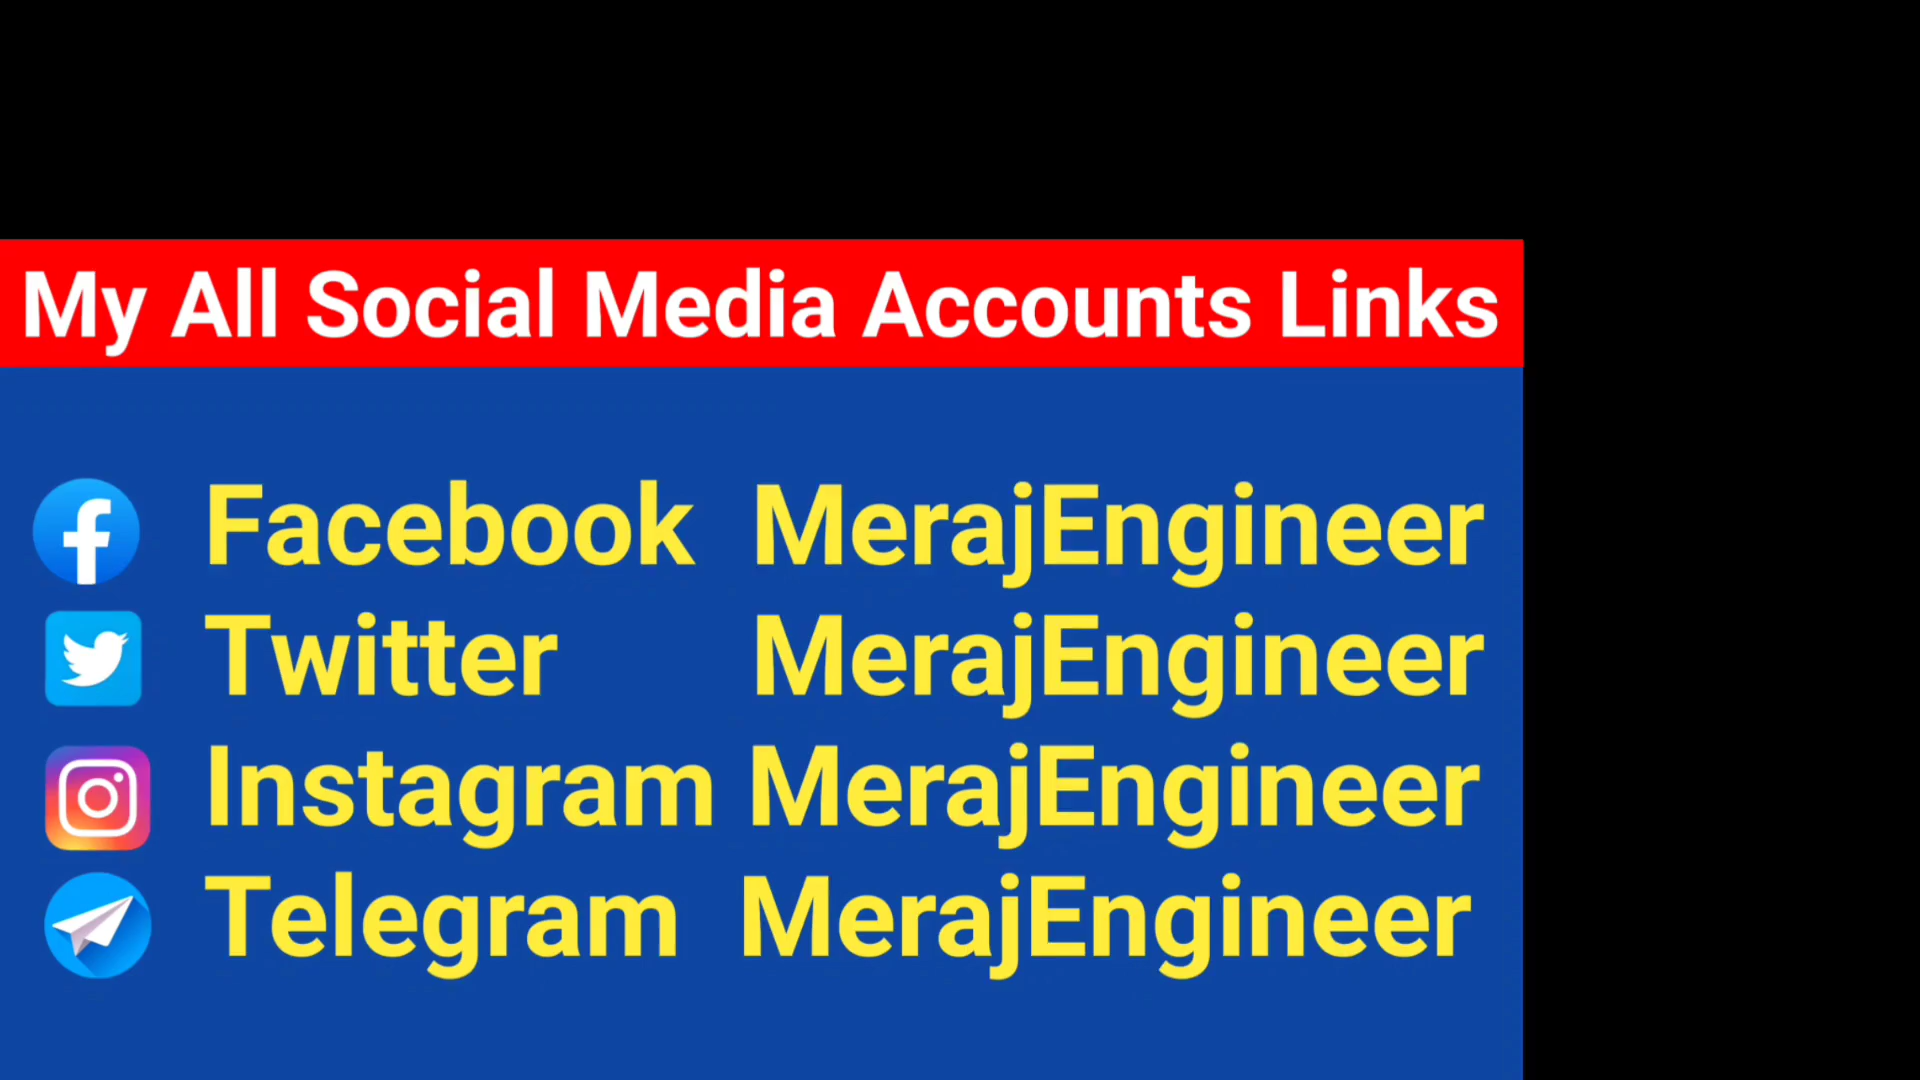 My All Social Media Accounts Links
Facebook MerajEngineer
Twitter MerajEngineer
Instagram MerajEngineer
Telegram MerajEngineer